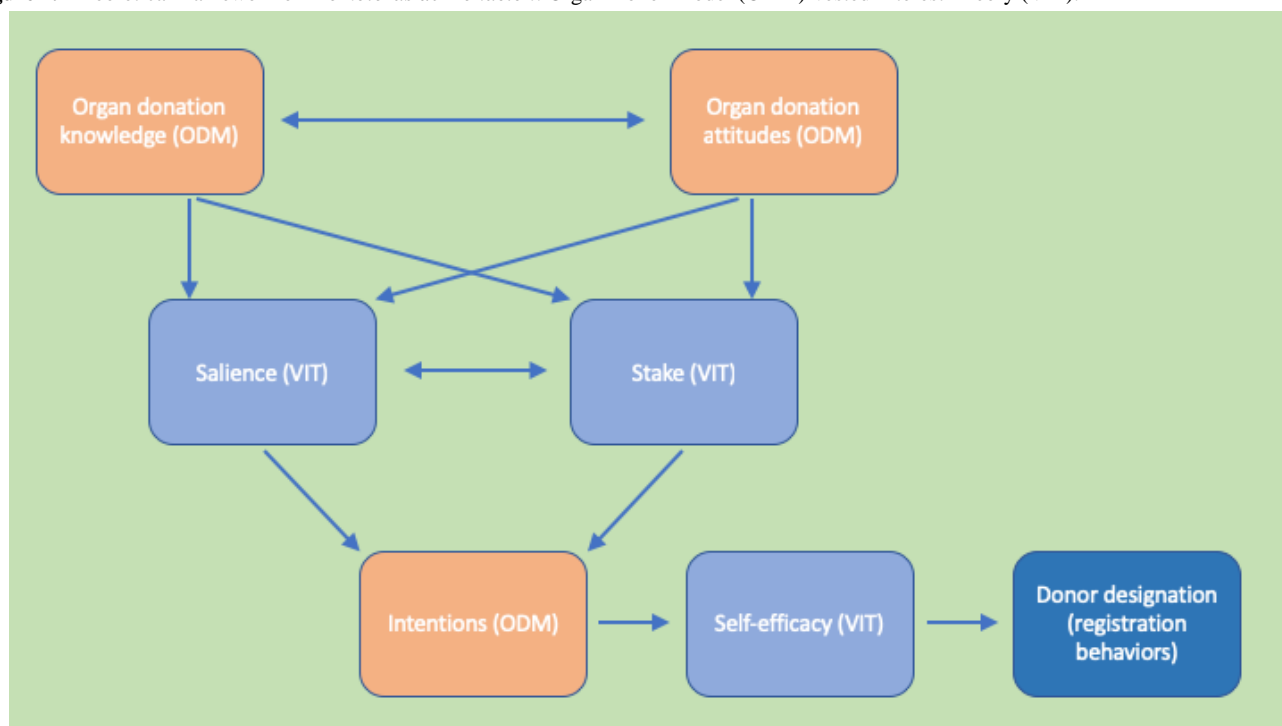 Organ donation
knowledge (ODM)
Organ donation
attitudes (ODM)
Salience (VIT)
Stake (VIT)
Intentions (ODM)
Self-efficacy (VIT)
Donor designation
(registration
behaviors)